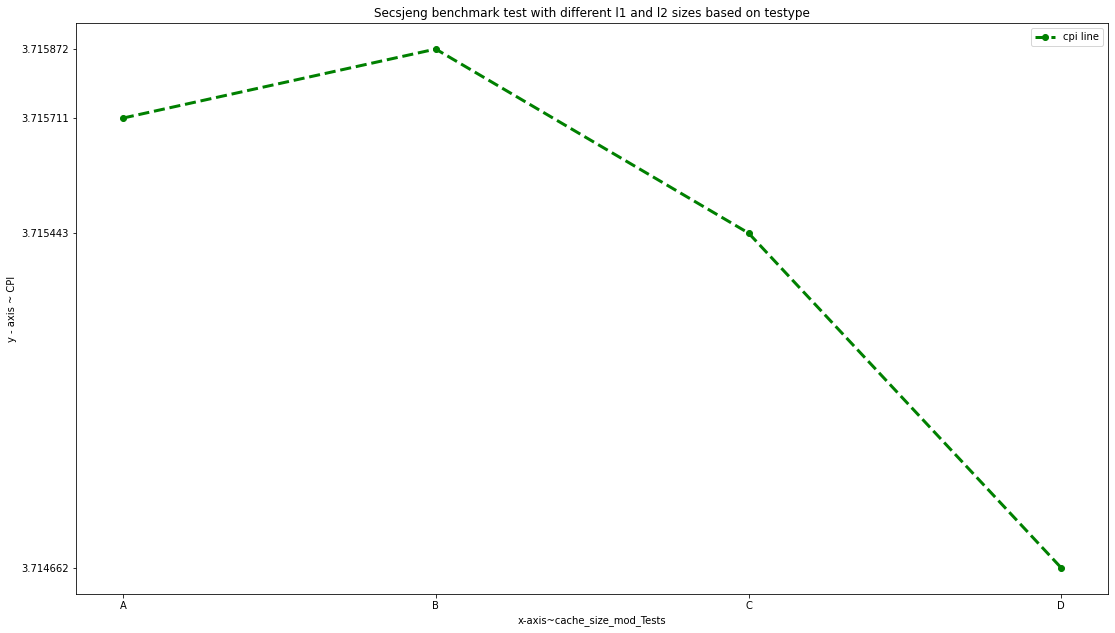 Secsjeng benchmark test with different l1 and l2 sizes based on testype
cpi line
3.715872
3.715711
3.715443
3.714662
y - axis ~ CPI
A
B
C
D
x-axis~cache_size_mod_Tests